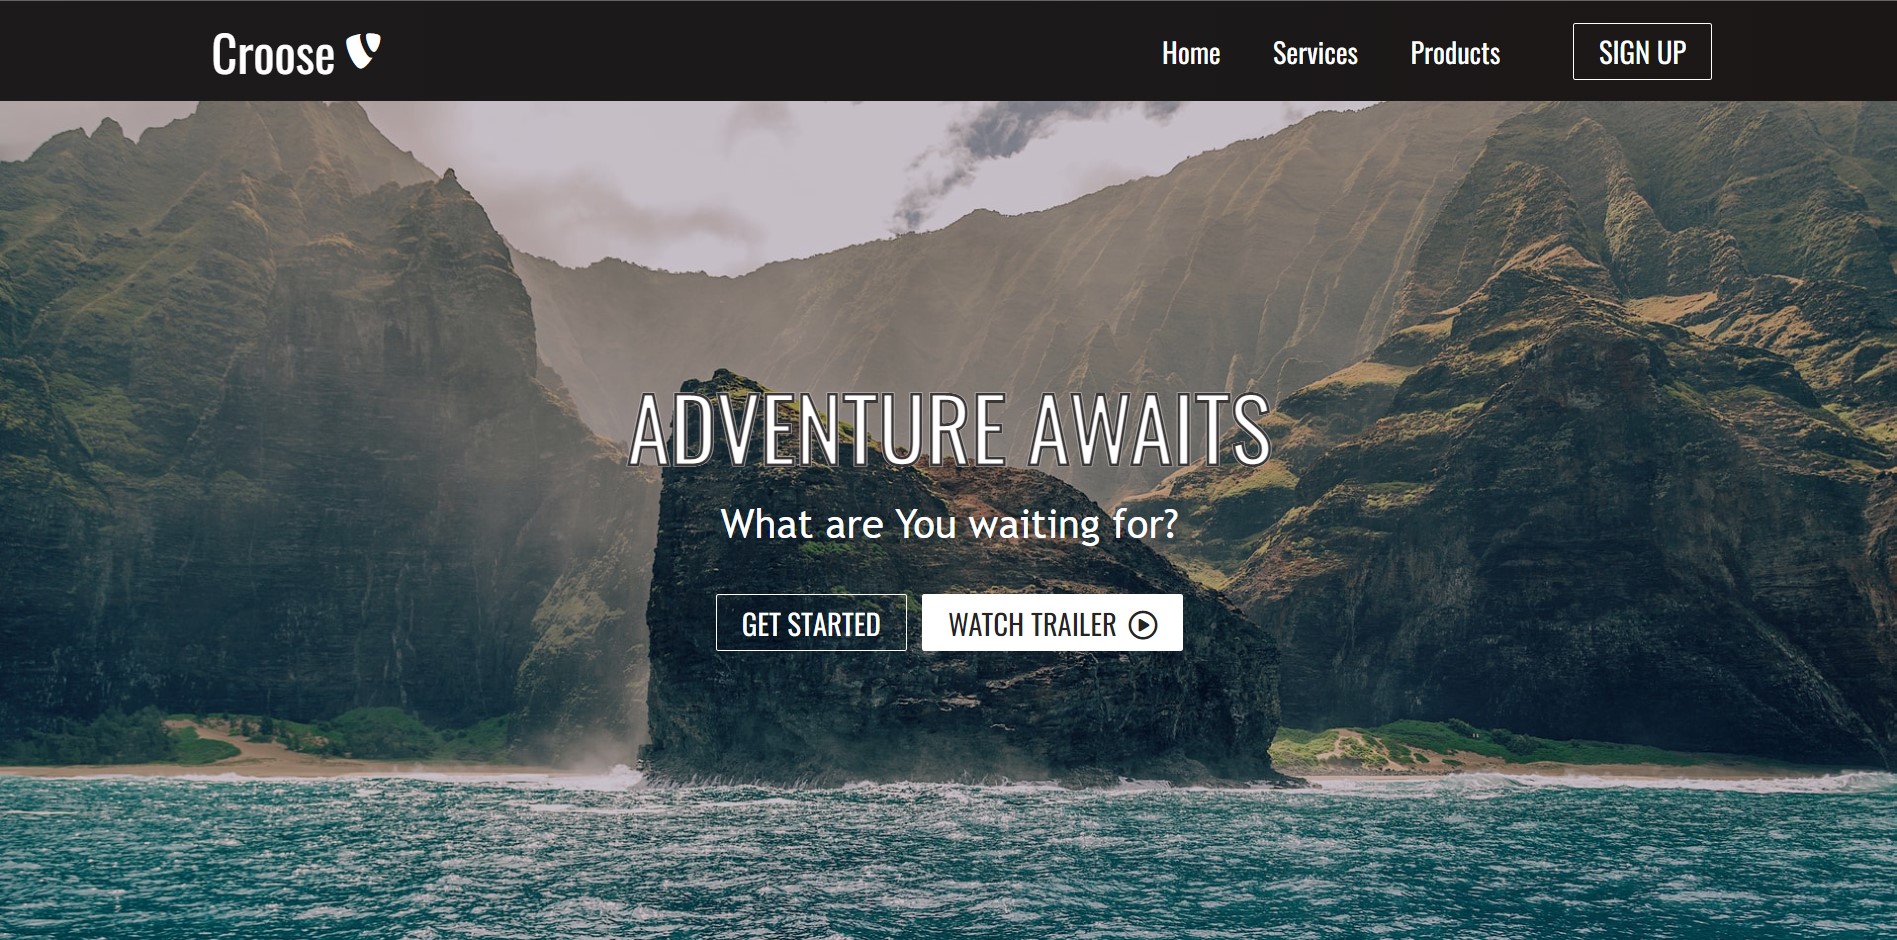 Croose
Home Services Products SIGN UP
ADVENTURE AWAITS
What are You waiting for?
GET STARTED WATCH TRAILER